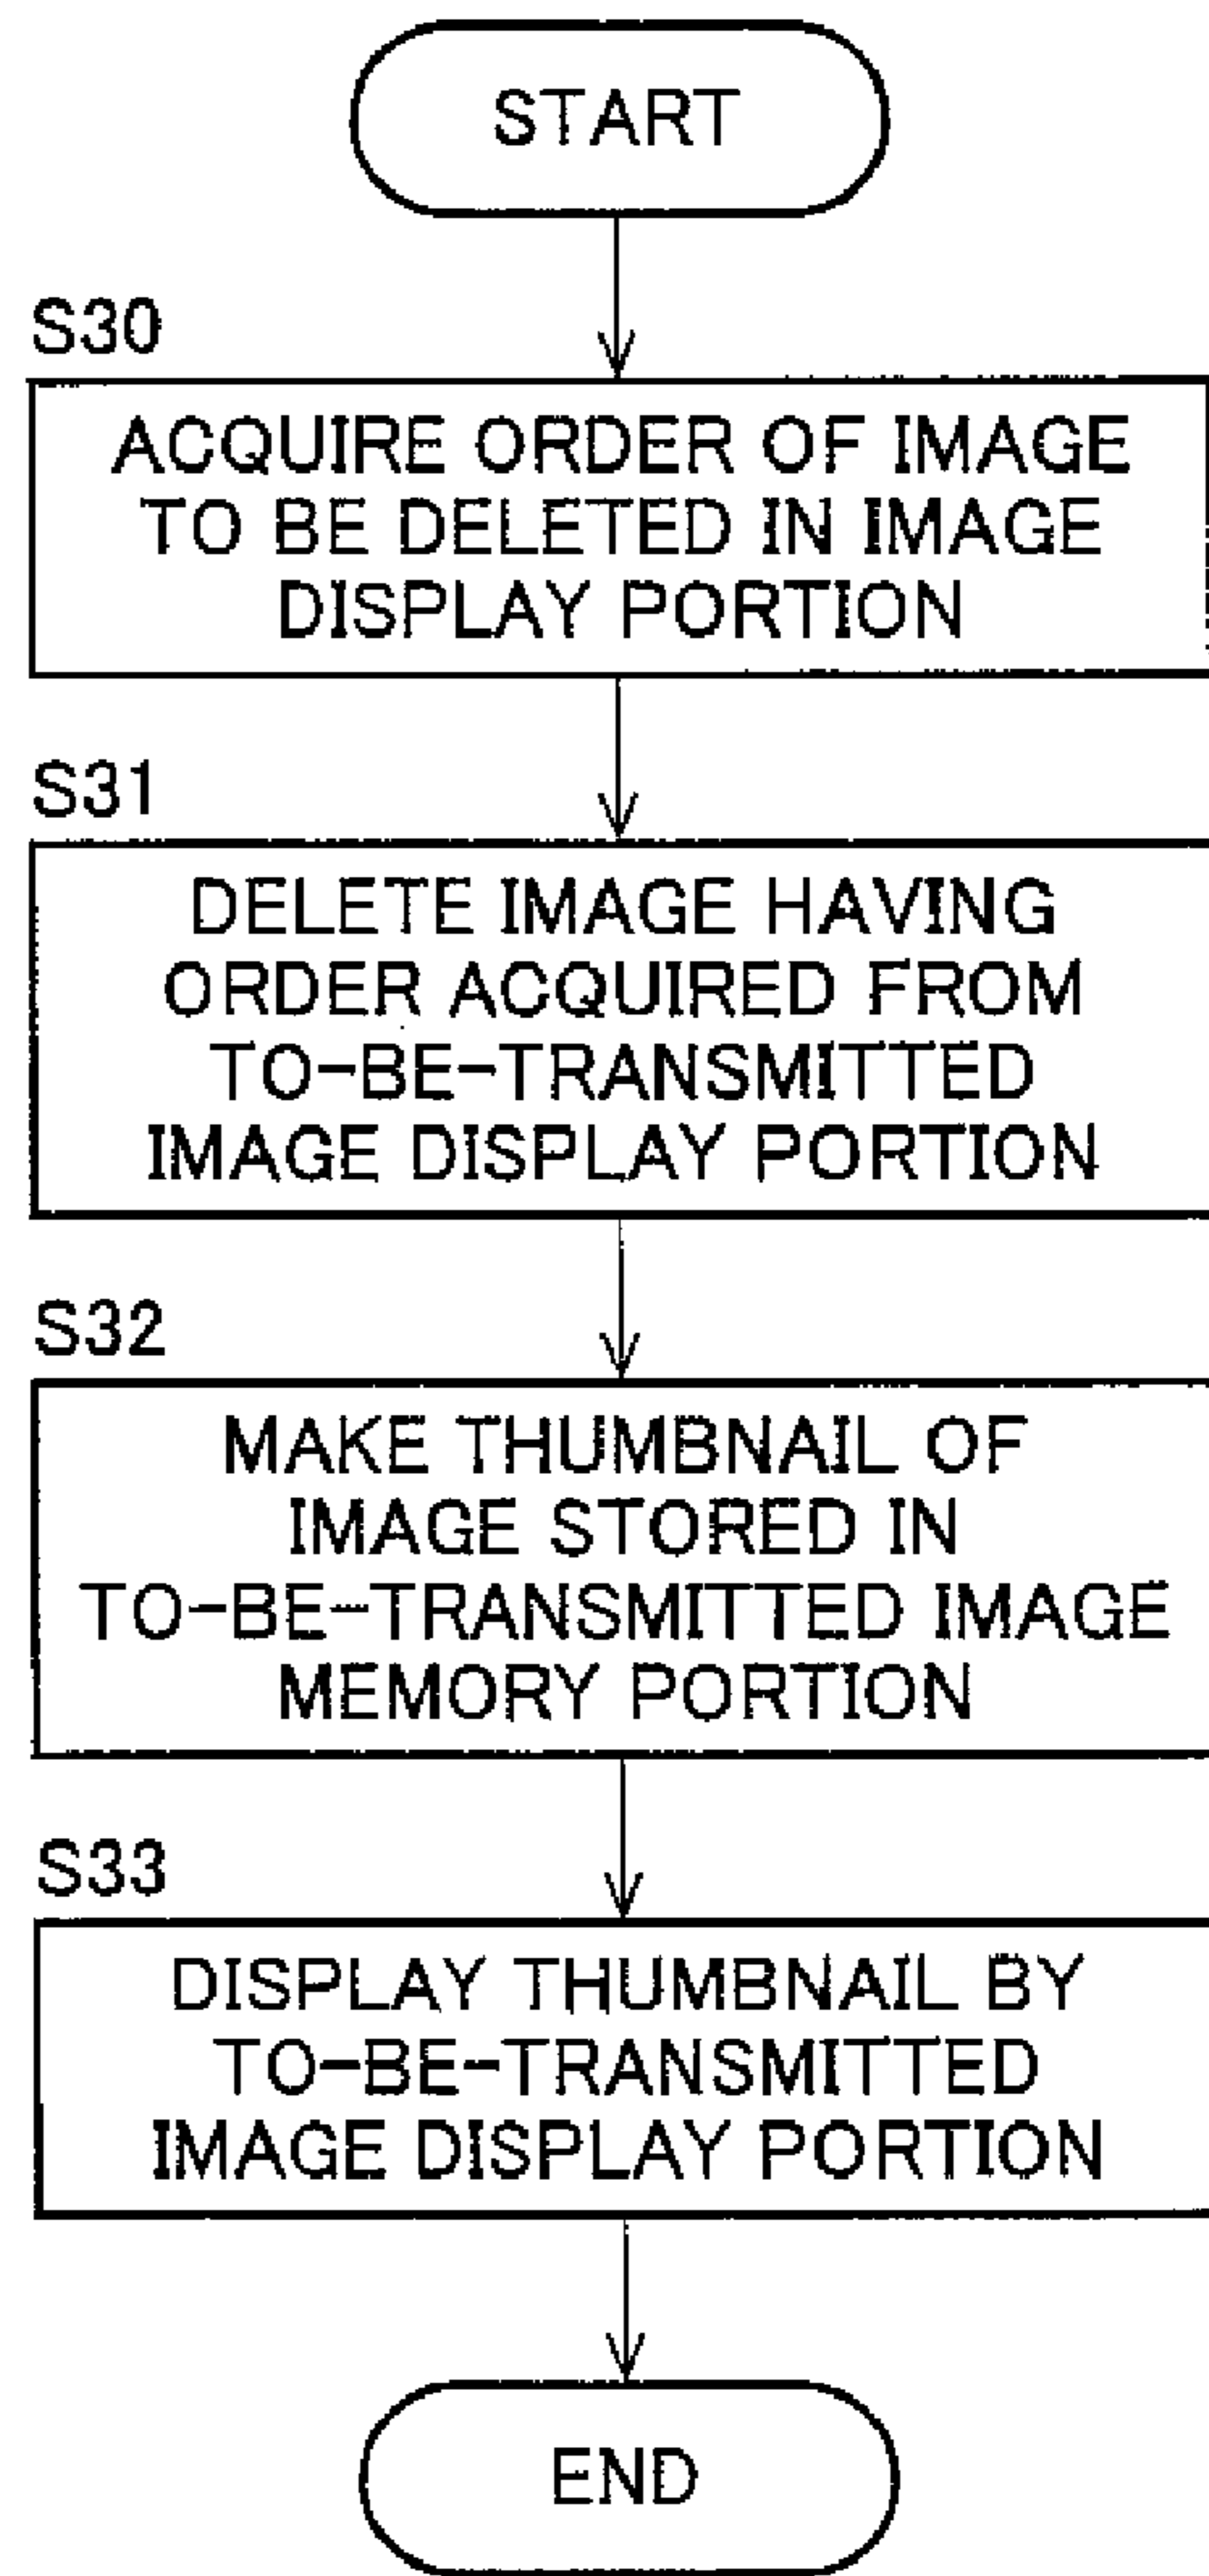 START
S30
ACQUIRE ORDER OF IMAGE
TO BE DELETED IN IMAGE
DISPLAY PORTION
S31
DELETE IMAGE HAVING
ORDER ACQUIRED FROM
TO-BE-TRANSMITTED
IMAGE DISPLAY PORTION
S32
MAKE THUMBNAIL OF
IMAGE STORED IN
TO-BE-TRANSMITTED IMAGE
MEMORY PORTION
S33
DISPLAY THUMBNAIL BY
TO-BE-TRANSMITTED
IMAGE DISPLAY PORTION
END